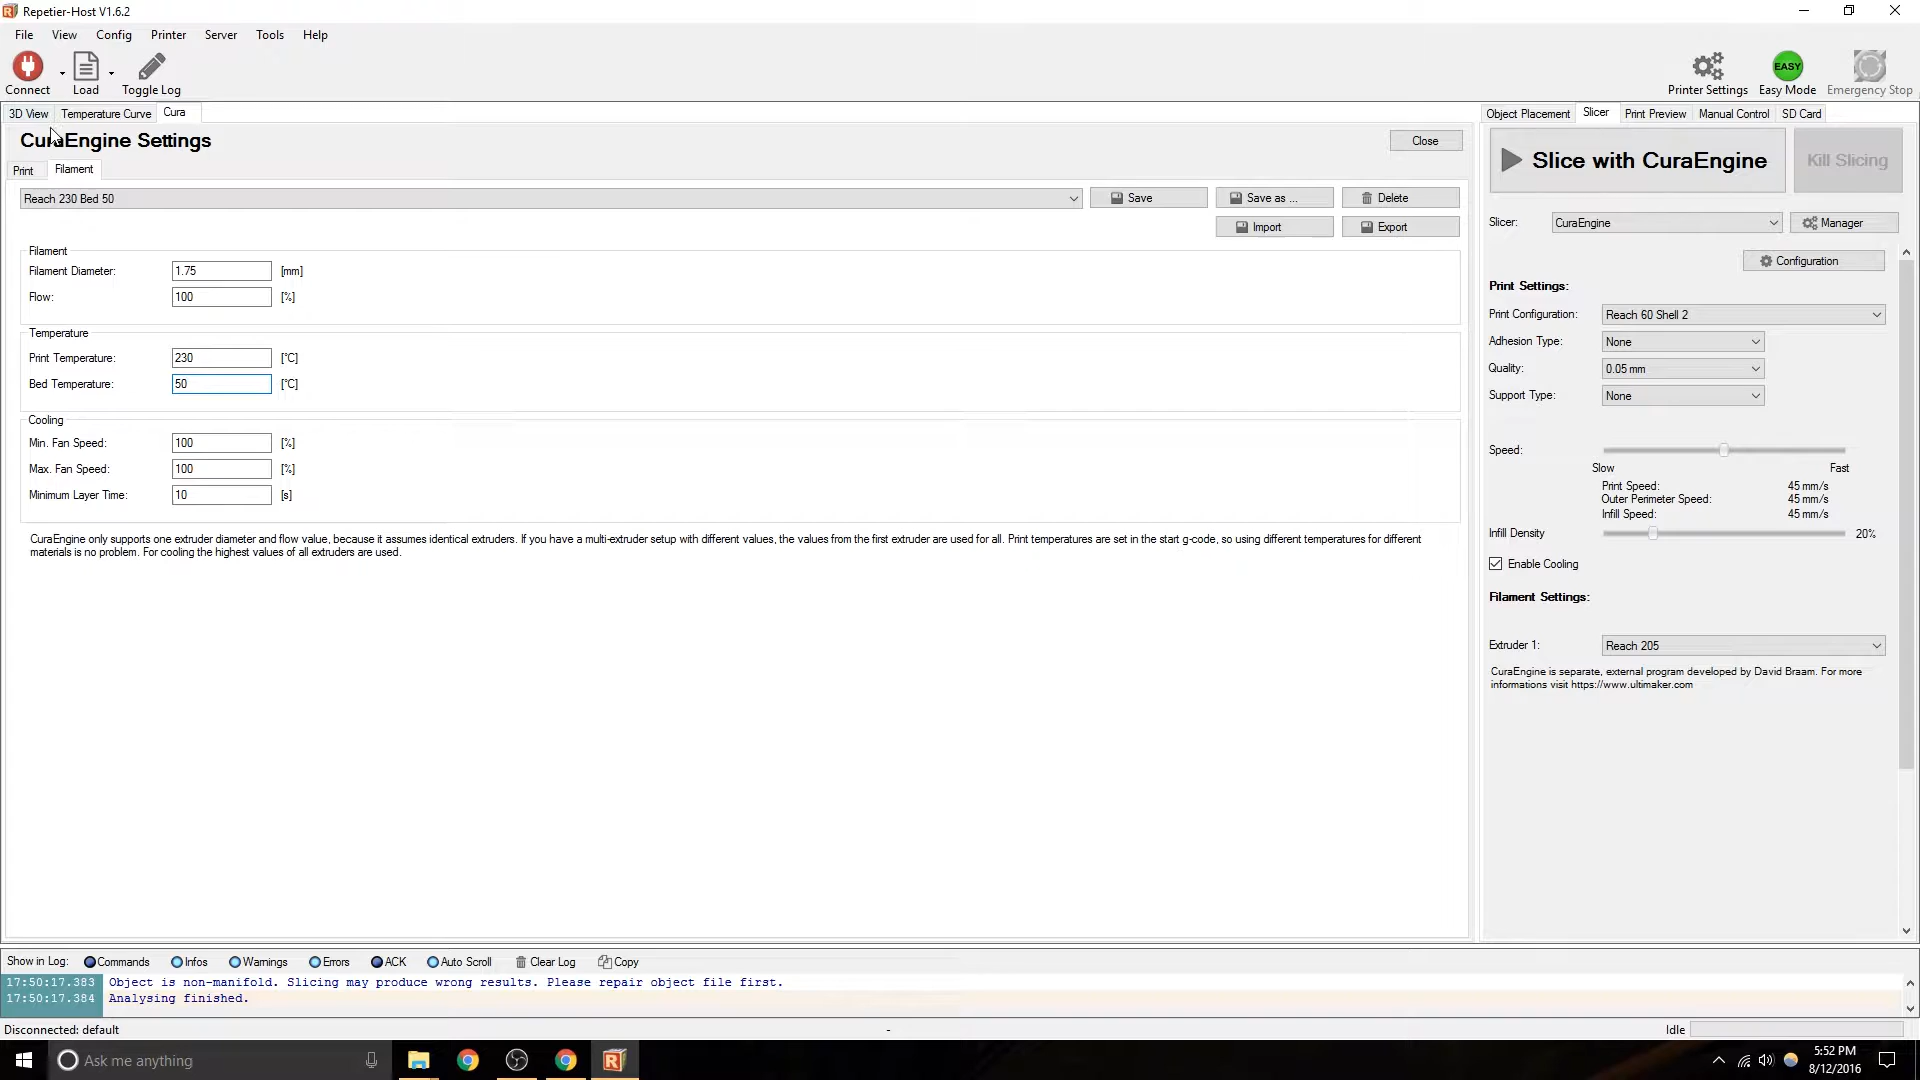 Repetier-Host V1.6.2
File View Config Printer Server Tools Help
Connect Load Toggle Log
Printer Settings EASY Easy Mode Emergency Stop
3D View Temperature Curve Cura
Object Placement Slicer Print Preview Manual Control SD Card
CuraEngine Settings
Close
Print Filament
Reach 230 Bed 50
Save Save as ... Delete
Import Export
Filament
Filament Diameter: 1.75 [mm]
Flow: 100 [%]
Temperature
Print Temperature: 230 [°C]
Bed Temperature: 50 [°C]
Cooling
Min. Fan Speed: 100 [%]
Max. Fan Speed: 100 [%]
Minimum Layer Time: 10 [s]
CuraEngine only supports one extruder diameter and flow value, because it assumes identical extruders. If you have a multi-extruder setup with different values, the values from the first extruder are used for all. Print temperatures are set in the start g-code, so using different temperatures for different
materials is no problem. For cooling the highest values of all extruders are used.
Slice with CuraEngine
Kill Slicing
Slicer: CuraEngine Manager
Configuration
Print Settings:
Print Configuration: Reach 60 Shell 2
Adhesion Type: None
Quality: 0.05 mm
Support Type: None
Speed:
Slow Fast
Print Speed: 45 mm/s
Outer Perimeter Speed: 45 mm/s
Infill Speed: 45 mm/s
Infill Density 20%
Enable Cooling
Filament Settings:
Extruder 1: Reach 205
CuraEngine is separate, external program developed by David Braam. For more
informations visit https://www.ultimaker.com
Show in Log: Commands Infos Warnings Errors ACK Auto Scroll Clear Log Copy
17:50:17.383 Object is non-manifold. Slicing may produce wrong results. Please repair object file first.
17:50:17.384 Analysing finished.
Disconnected: default - Idle
Ask me anything
5:52 PM
8/12/2016